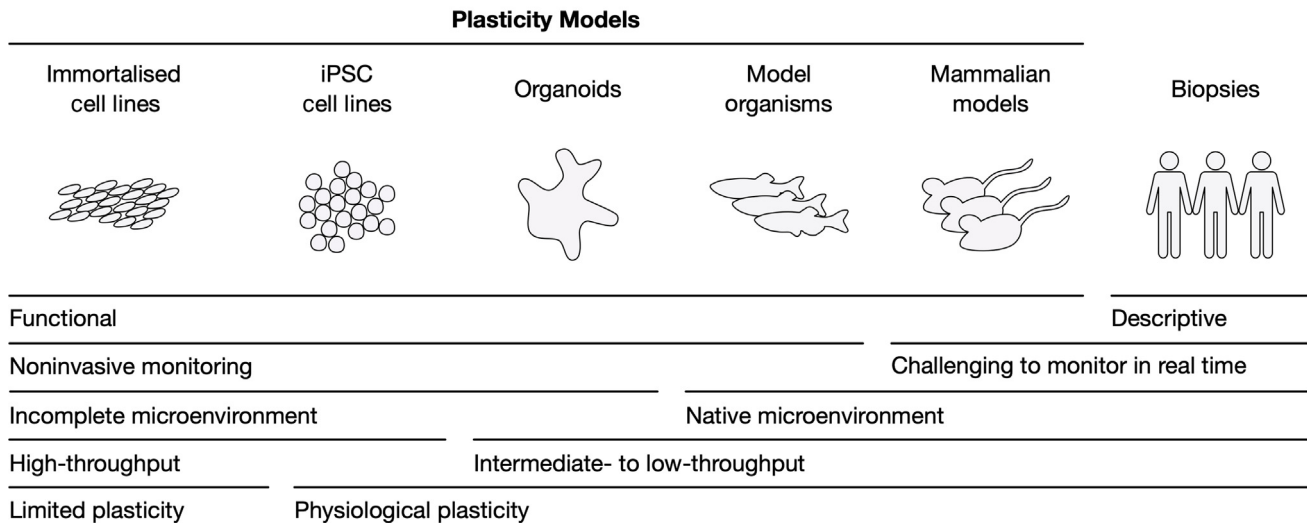 Plasticity Models
Immortalised
cell lines
iPSC
cell lines
Organoids
Model
organisms
Mammalian
models
Biopsies
Functional
Descriptive
Noninvasive monitoring
Challenging to monitor in real time
Incomplete microenvironment
Native microenvironment
High-throughput
Intermediate- to low-throughput
Limited plasticity
Physiological plasticity